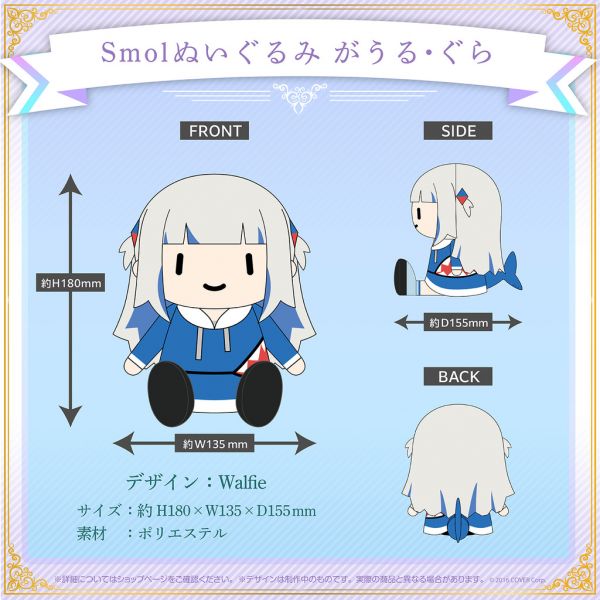 Smolぬいぐるみ がうる・ぐら
FRONT
SIDE
約H180mm
約D155mm
BACK
約W135mm
デザイン：Walfie
サイズ：約 H180×W135×D155mm
素材　：ポリエステル
※詳細についてはショップページをご確認ください。※デザインは制作中のものです。実際の商品と異なる場合があります。 © 2016 COVER Corp.